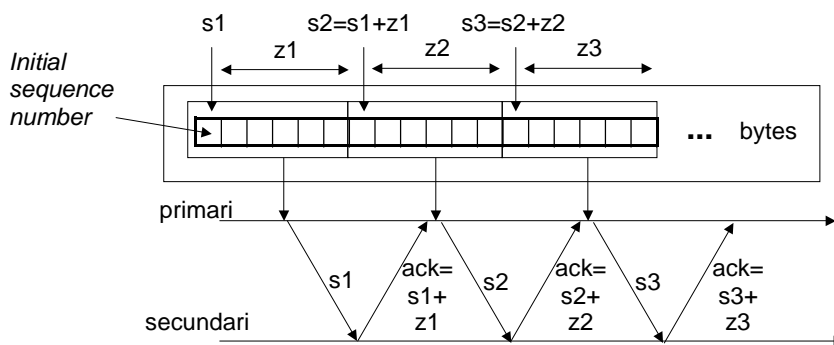 s1 s2=s1+z1 s3=s2+z2
z1 z2 z3
Initial
sequence
number
... bytes
primari
s1 ack= s2 ack= s3 ack=
s1+ s2+ s3+
z1 z2 z3
secundari